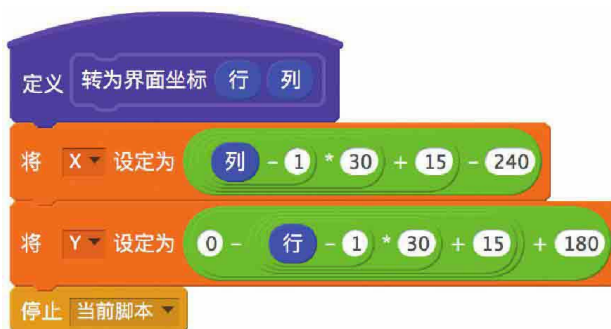 定义 转为界面坐标 行 列
将 X 设定为 列 - 1 * 30 + 15 - 240
将 Y 设定为 0 - 行 - 1 * 30 + 15 + 180
停止 当前脚本